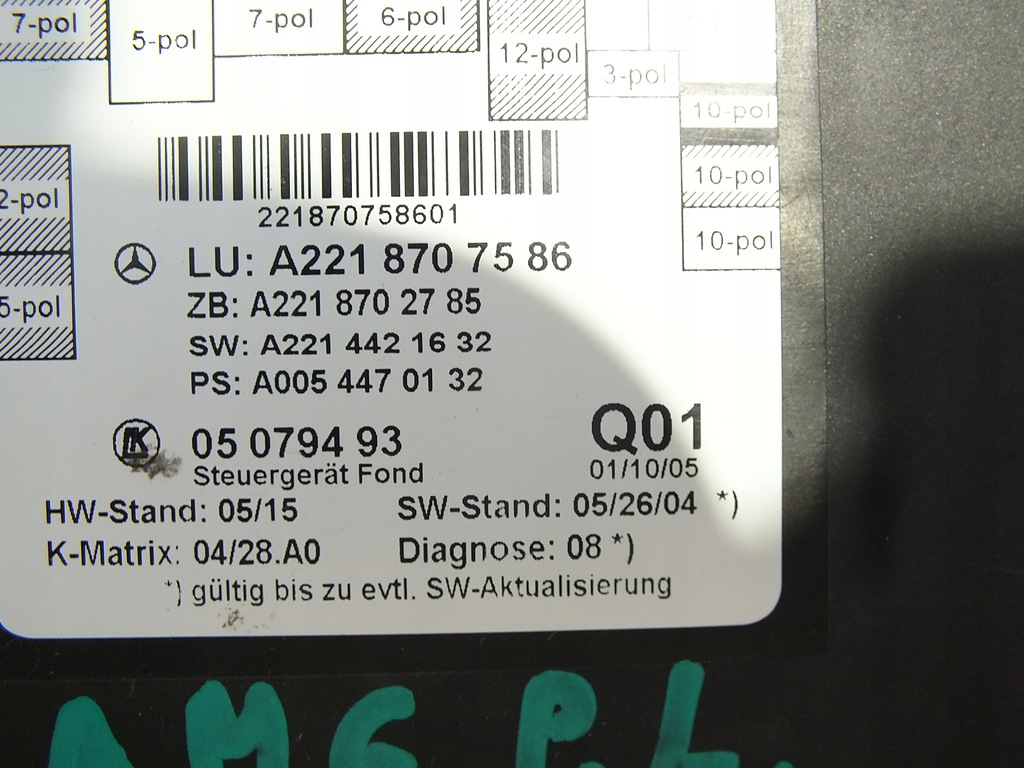 7-pol
5-pol
7-pol
6-pol
12-pol
3-pol
10-pol
10-pol
10-pol
2-pol
5-pol
221870758601
LU: A221 870 75 86
ZB: A221 870 27 85
SW: A221 442 16 32
PS: A005 447 01 32
05 0794 93
Q01
Steuergerät Fond
01/10/05
HW-Stand: 05/15
SW-Stand: 05/26/04 *)
K-Matrix: 04/28.A0
Diagnose: 08 *)
*) gültig bis zu evtl. SW-Aktualisierung
AMG P.L.